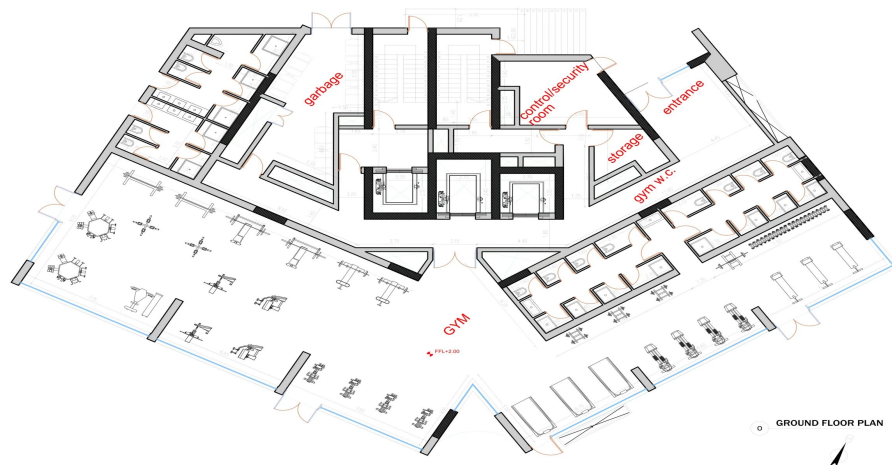 garbage
control/security
room
entrance
storage
gym w.c.
GYM
FFL+2.00
GROUND FLOOR PLAN